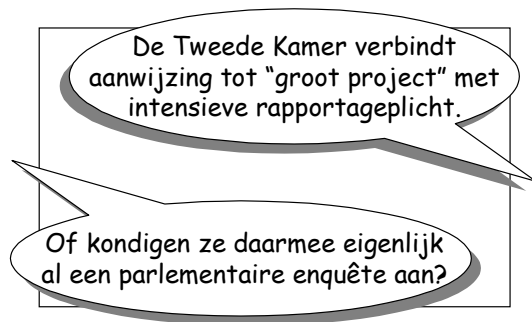 De Tweede Kamer verbindt
aanwijzing tot “groot project” met
intensieve rapportageplicht.
Of kondigen ze daarmee eigenlijk
al een parlementaire enquête aan?